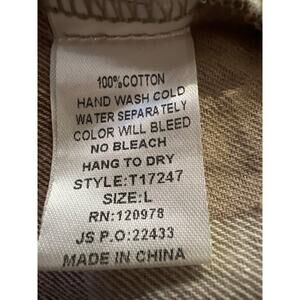 100%COTTON
HAND WASH COLD
WATER SEPARATELY
COLOR WILL BLEED
NO BLEACH
HANG TO DRY
STYLE:T17247
SIZE:L
RN:120978
JS P.O:22433
MADE IN CHINA